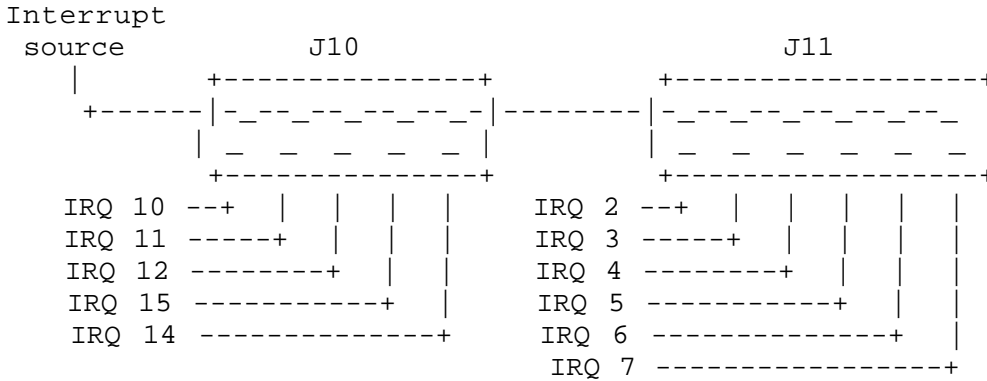 Interrupt
source J10 J11
| +---------------+ +-----------------+
+------|-_--_--_--_--_-|--------|-_--_--_--_--_--_
| _ _ _ _ _ | | _ _ _ _ _ _
+--------------+ +-----------------+
IRQ 10 --+ | | | | IRQ 2 --+ | | | | |
IRQ 11 -----+ | | | IRQ 3 -----+ | | | |
IRQ 12 --------+ | | IRQ 4 --------+ | | |
IRQ 15 -----------+ | IRQ 5 -----------+ | |
IRQ 14 --------------+ IRQ 6 --------------+ |
IRQ 7 -----------------+